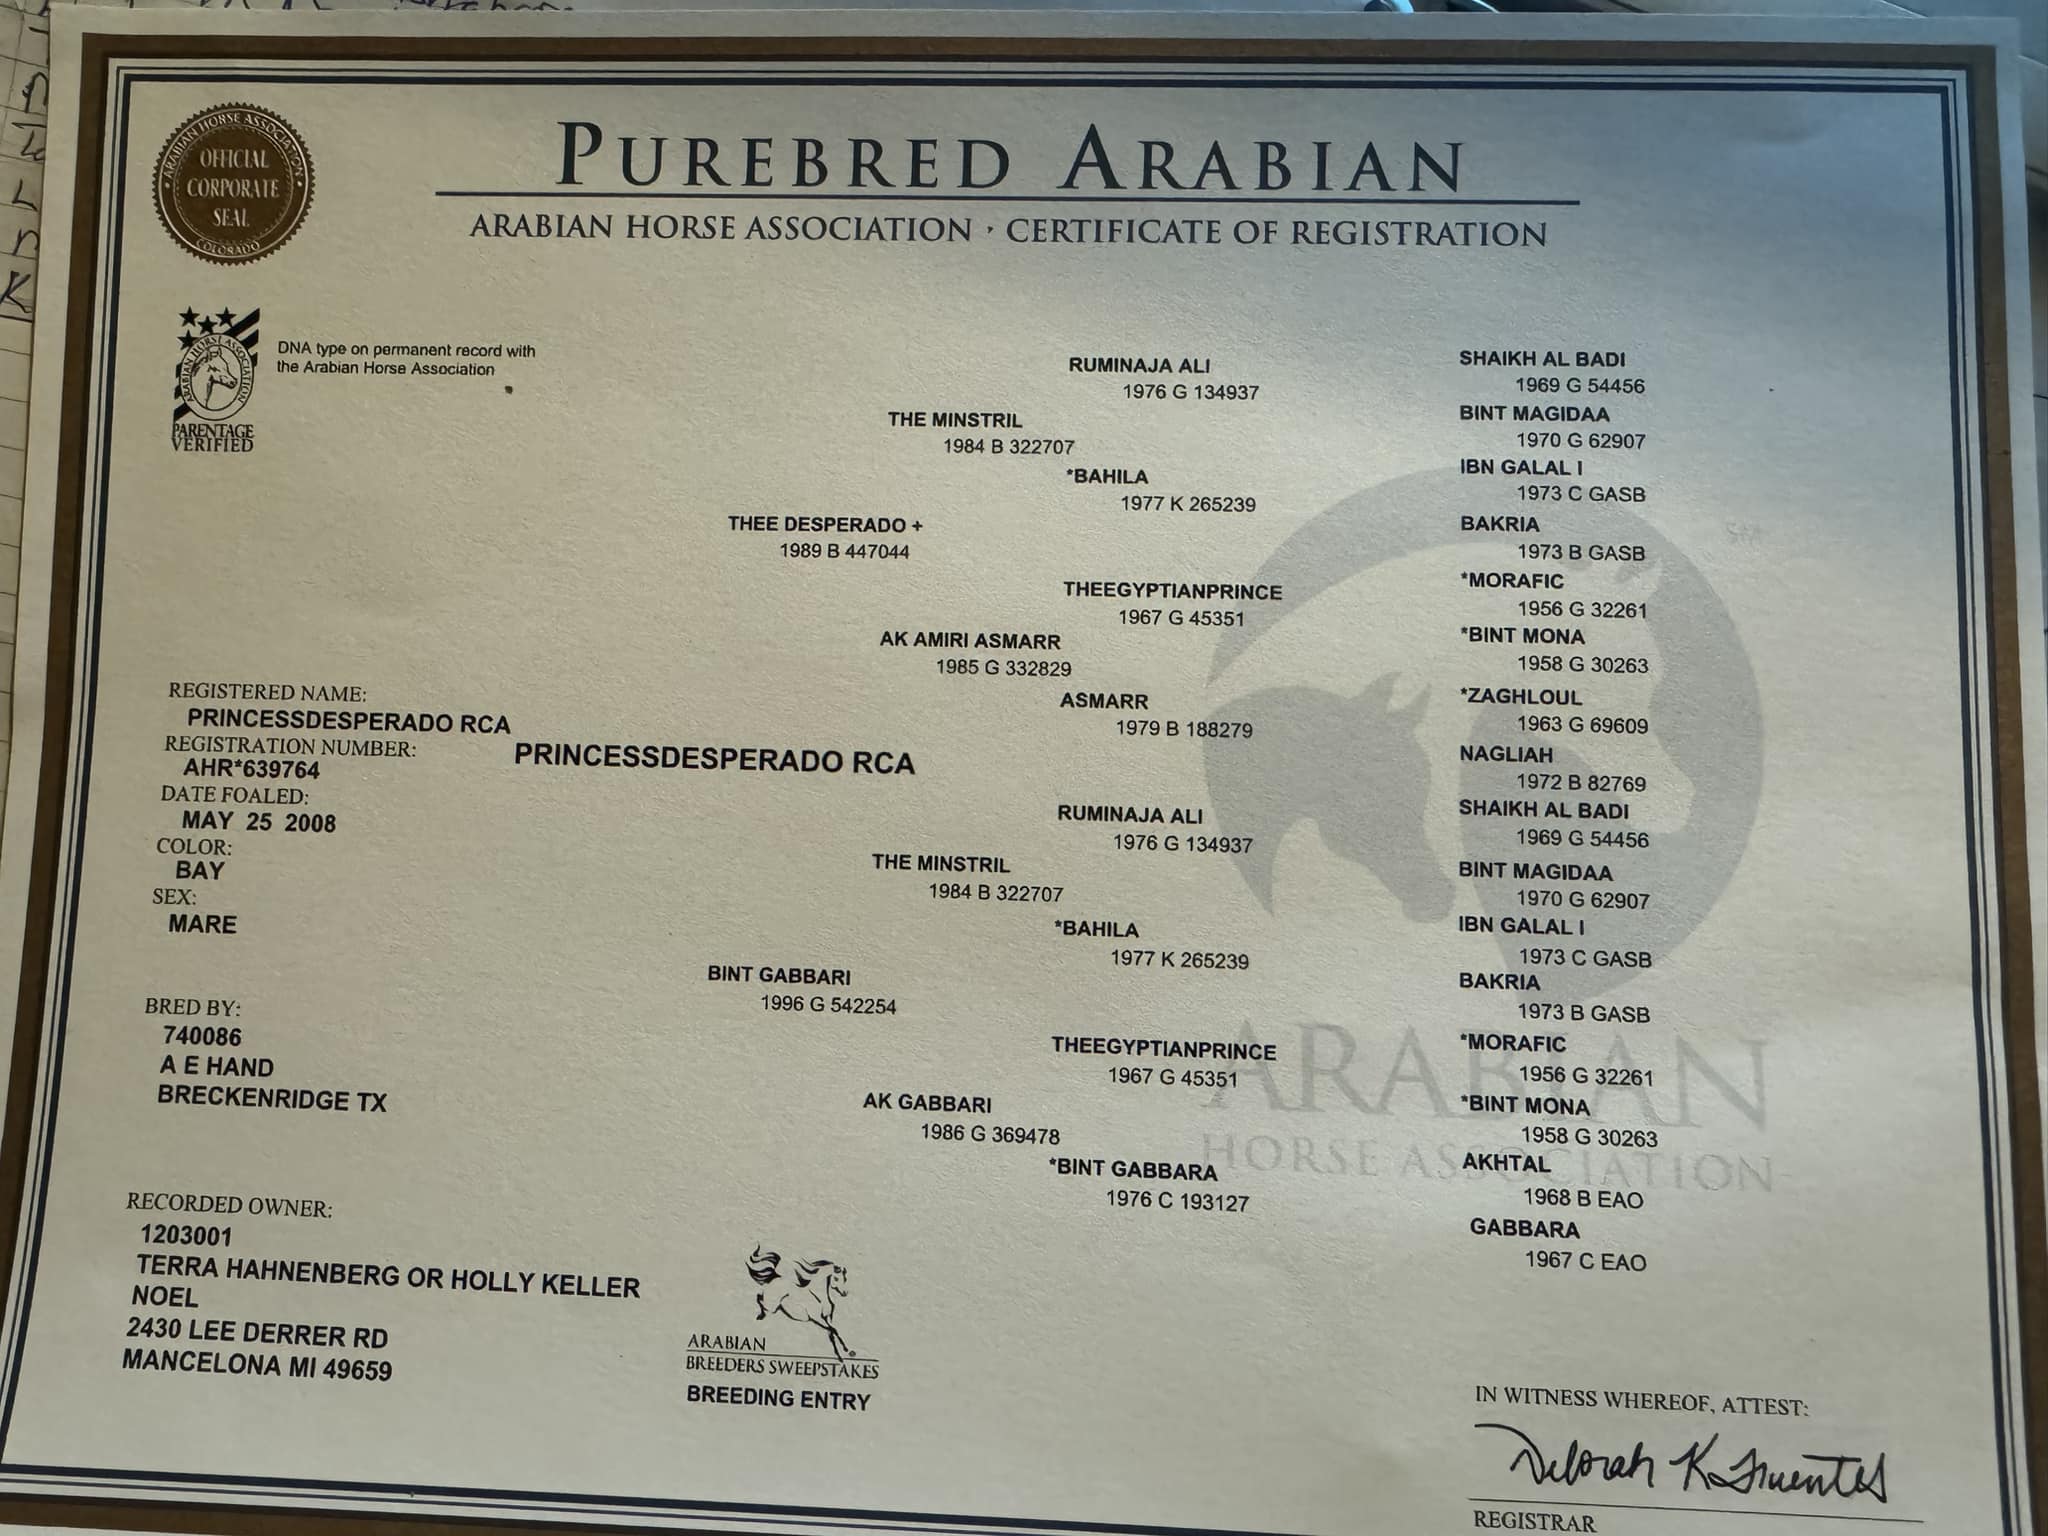 ARABIAN HORSE ASSOCIATION
OFFICIAL
CORPORATE
SEAL
COLORADO
PUREBRED ARABIAN
ARABIAN HORSE ASSOCIATION · CERTIFICATE OF REGISTRATION
ARABIAN HORSE ASSOCIATION
PARENTAGE
VERIFIED
DNA type on permanent record with
the Arabian Horse Association
REGISTERED NAME:
PRINCESSDESPERADO RCA
REGISTRATION NUMBER:
AHR*639764
DATE FOALED:
MAY 25 2008
COLOR:
BAY
SEX:
MARE
BRED BY:
740086
A E HAND
BRECKENRIDGE TX
RECORDED OWNER:
1203001
TERRA HAHNENBERG OR HOLLY KELLER
NOEL
2430 LEE DERRER RD
MANCELONA MI 49659
PRINCESSDESPERADO RCA
THEE DESPERADO +
1989 B 447044
BINT GABBARI
1996 G 542254
THE MINSTRIL
1984 B 322707
AK AMIRI ASMARR
1985 G 332829
THE MINSTRIL
1984 B 322707
AK GABBARI
1986 G 369478
RUMINAJA ALI
1976 G 134937
*BAHILA
1977 K 265239
THEEGYPTIANPRINCE
1967 G 45351
ASMARR
1979 B 188279
RUMINAJA ALI
1976 G 134937
*BAHILA
1977 K 265239
THEEGYPTIANPRINCE
1967 G 45351
*BINT GABBARA
1976 C 193127
SHAIKH AL BADI
1969 G 54456
BINT MAGIDAA
1970 G 62907
IBN GALAL I
1973 C GASB
BAKRIA
1973 B GASB
*MORAFIC
1956 G 32261
*BINT MONA
1958 G 30263
*ZAGHLOUL
1963 G 69609
NAGLIAH
1972 B 82769
SHAIKH AL BADI
1969 G 54456
BINT MAGIDAA
1970 G 62907
IBN GALAL I
1973 C GASB
BAKRIA
1973 B GASB
*MORAFIC
1956 G 32261
*BINT MONA
1958 G 30263
AKHTAL
1968 B EAO
GABBARA
1967 C EAO
ARABIAN
HORSE ASSOCIATION
ARABIAN
BREEDERS SWEEPSTAKES
BREEDING ENTRY
IN WITNESS WHEREOF, ATTEST:
Deborah K Fuentes
REGISTRAR